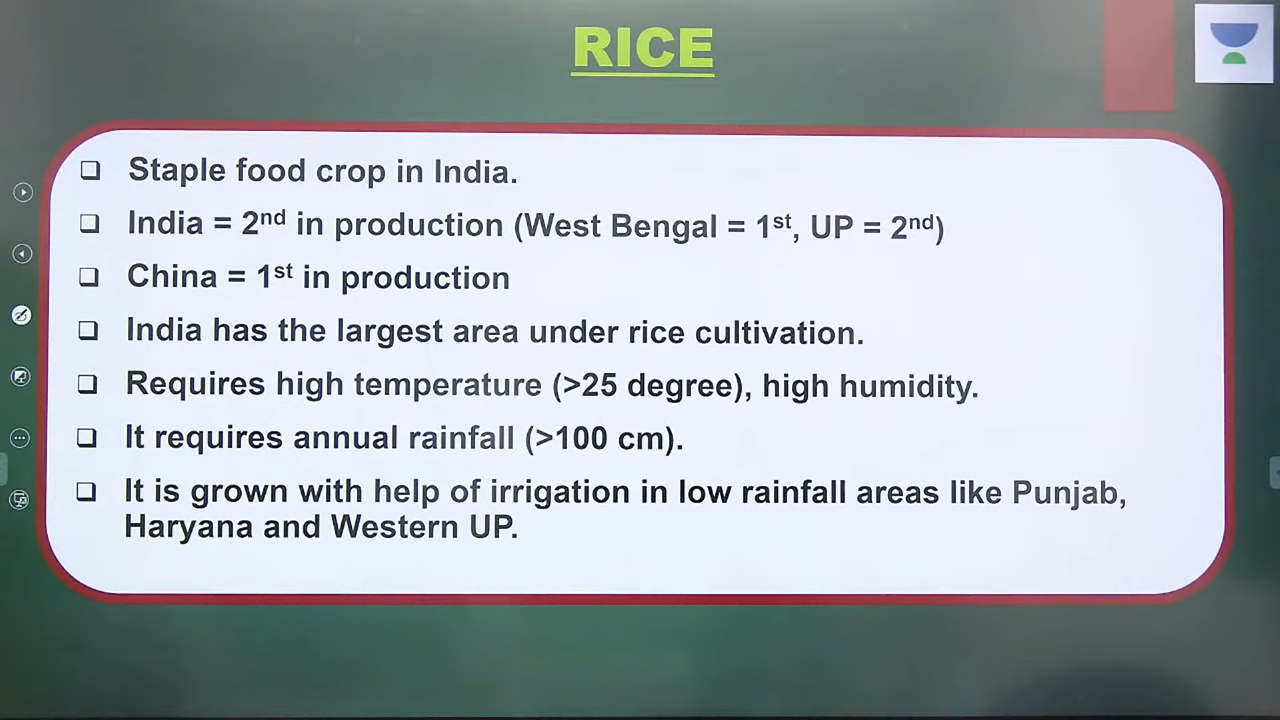 RICE
❑ Staple food crop in India.
❑ India = 2nd in production (West Bengal = 1st, UP = 2nd)
❑ China = 1st in production
❑ India has the largest area under rice cultivation.
❑ Requires high temperature (>25 degree), high humidity.
❑ It requires annual rainfall (>100 cm).
❑ It is grown with help of irrigation in low rainfall areas like Punjab,
Haryana and Western UP.